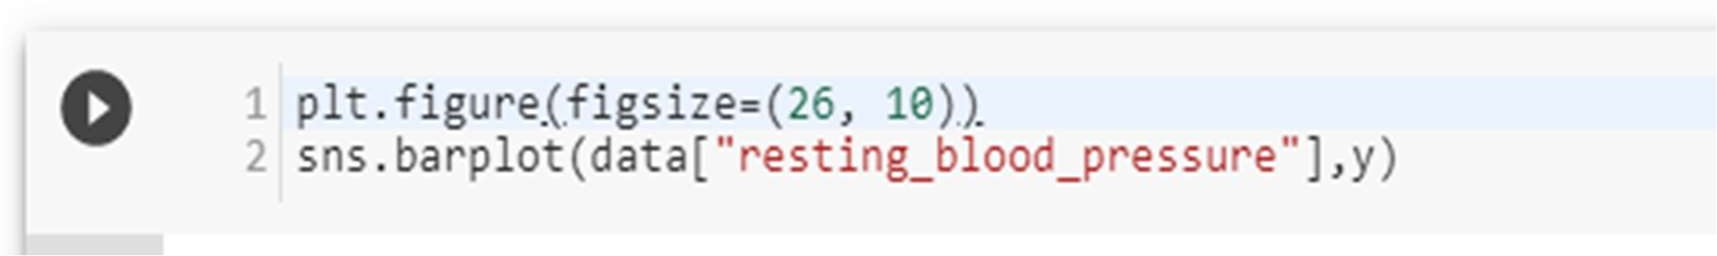 1 plt.figure(figsize=(26, 10))
2 sns.barplot(data["resting_blood_pressure"],y)